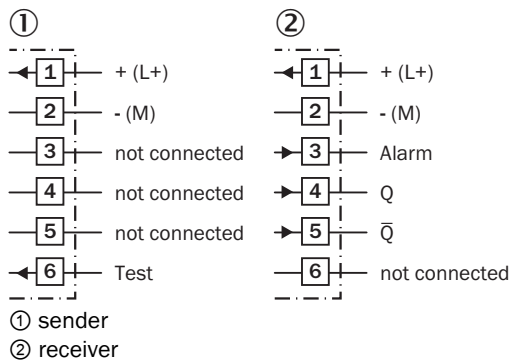 ① ②
1 + (L+) 1 + (L+)
2 - (M) 2 - (M)
3 not connected 3 Alarm
4 not connected 4 Q
5 not connected 5 Q̅
6 Test 6 not connected
① sender
② receiver